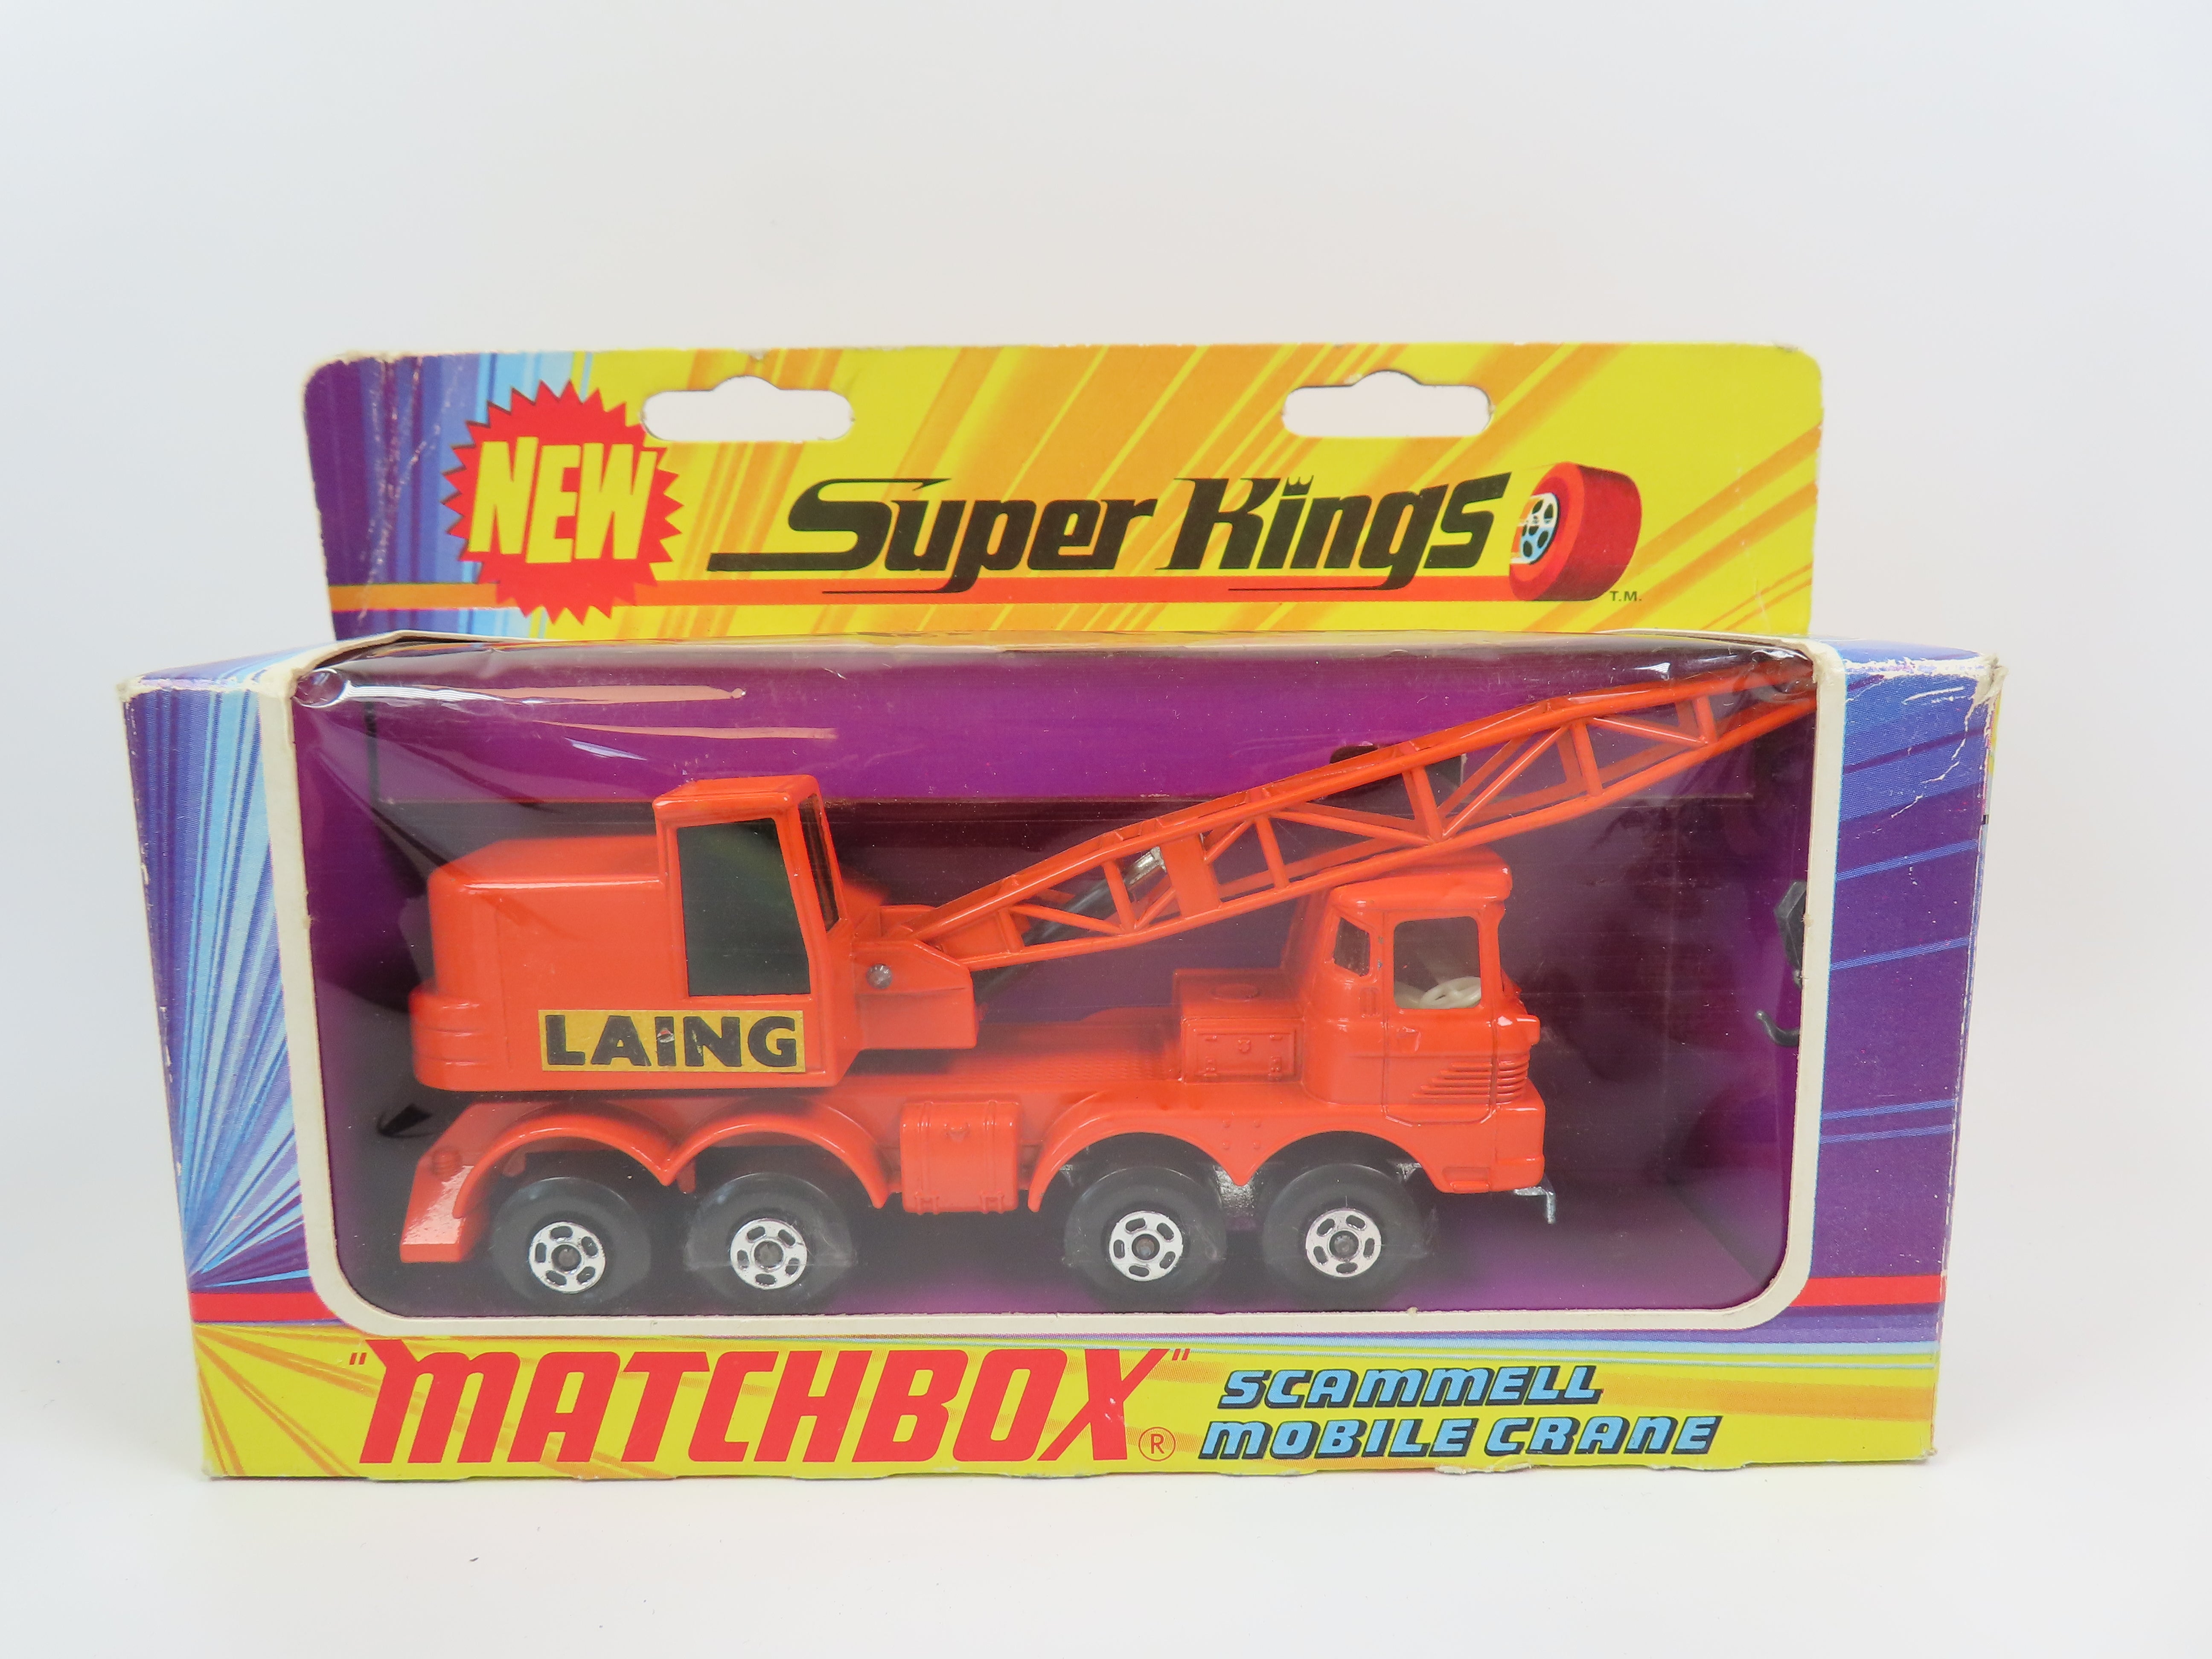 NEW
Super Kings
T.M.
LAING
"MATCHBOX" ®
SCAMMELL
MOBILE CRANE